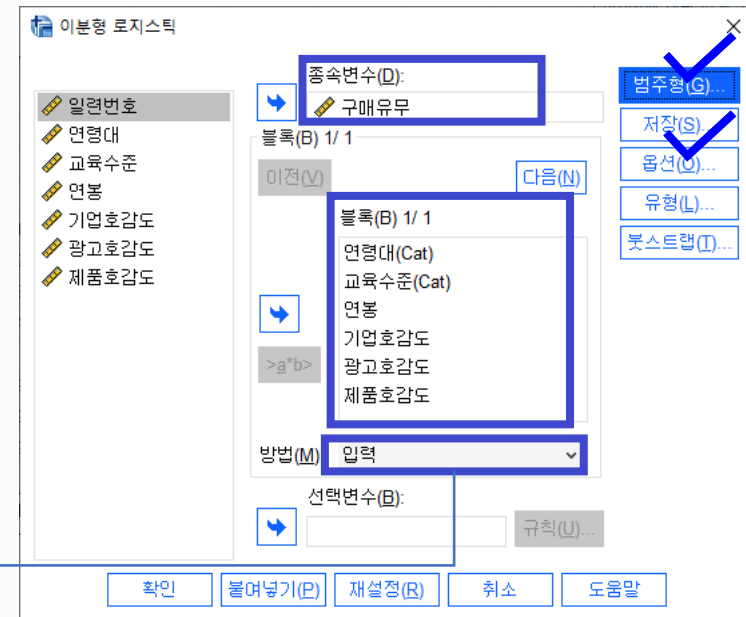 이분형 로지스틱
일련번호
연령대
교육수준
연봉
기업호감도
광고호감도
제품호감도
종속변수(D):
구매유무
블록(B) 1/ 1
이전(V)
다음(N)
블록(B) 1/ 1
연령대(Cat)
교육수준(Cat)
연봉
기업호감도
광고호감도
제품호감도
>a*b>
방법(M)
입력
선택변수(B):
규칙(U)...
범주형(G)...
저장(S)...
옵션(O)...
유형(L)...
붓스트랩(T)...
확인
붙여넣기(P)
재설정(R)
취소
도움말